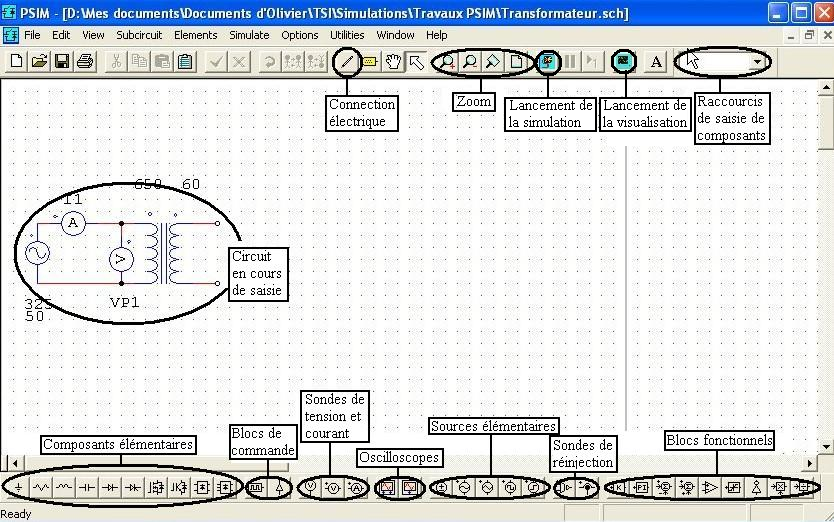 PSIM - [D:\Mes documents\Documents d'Olivier\TSI\Simulations\Travaux PSIM\Transformateur.sch]
File Edit View Subcircuit Elements Simulate Options Utilities Window Help
A
Connection
électrique
Zoom
Lancement de
la simulation
Lancement de
la visualisation
Raccourcis
de saisie de
composants
650 60
I1
A
V
Circuit
en cours
de saisie
325
50
VP1
Sondes de
tension et
courant
Composants élémentaires
Blocs de
commande
Oscilloscopes
Sources élémentaires
Sondes de
réinjection
Blocs fonctionnels
V V A
K PI
Ready